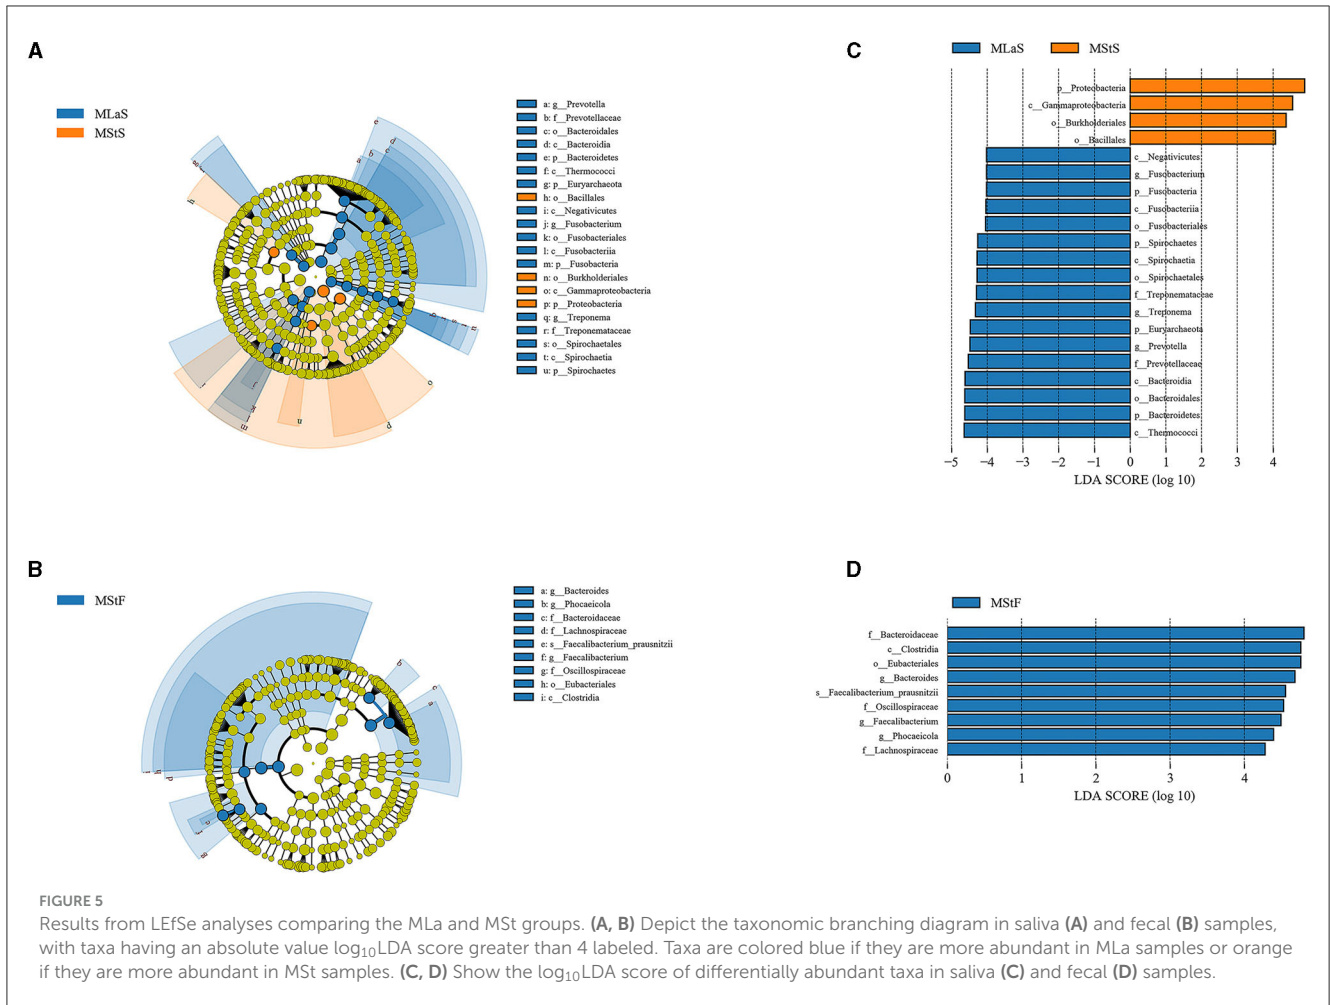 A
MLaS
MStS
a: g__Prevotella
b: f__Prevotellaceae
c: o__Bacteroidales
d: c__Bacteroidia
e: p__Bacteroidetes
f: c__Thermococci
g: p__Euryarchaeota
h: o__Bacillales
i: c__Negativicutes
j: g__Fusobacterium
k: o__Fusobacteriales
l: c__Fusobacteriia
m: p__Fusobacteria
n: o__Burkholderiales
o: c__Gammaproteobacteria
p: p__Proteobacteria
q: g__Treponema
r: f__Treponemataceae
s: o__Spirochaetales
t: c__Spirochaetia
u: p__Spirochaetes
C
MLaS MStS
p__Proteobacteria
c__Gammaproteobacteria
o__Burkholderiales
o__Bacillales
c__Negativicutes
g__Fusobacterium
p__Fusobacteria
c__Fusobacteriia
o__Fusobacteriales
p__Spirochaetes
c__Spirochaetia
o__Spirochaetales
f__Treponemataceae
g__Treponema
p__Euryarchaeota
g__Prevotella
f__Prevotellaceae
c__Bacteroidia
o__Bacteroidales
p__Bacteroidetes
c__Thermococci
−5 −4 −3 −2 −1 0 1 2 3 4
LDA SCORE (log 10)
B
MStF
a: g__Bacteroides
b: g__Phocaeicola
c: f__Bacteroidaceae
d: f__Lachnospiraceae
e: s__Faecalibacterium_prausnitzii
f: g__Faecalibacterium
g: f__Oscillospiraceae
h: o__Eubacteriales
i: c__Clostridia
D
MStF
f__Bacteroidaceae
c__Clostridia
o__Eubacteriales
g__Bacteroides
s__Faecalibacterium_prausnitzii
f__Oscillospiraceae
g__Faecalibacterium
g__Phocaeicola
f__Lachnospiraceae
0 1 2 3 4
LDA SCORE (log 10)
FIGURE 5
Results from LEfSe analyses comparing the MLa and MSt groups. (A, B) Depict the taxonomic branching diagram in saliva (A) and fecal (B) samples,
with taxa having an absolute value log₁₀LDA score greater than 4 labeled. Taxa are colored blue if they are more abundant in MLa samples or orange
if they are more abundant in MSt samples. (C, D) Show the log₁₀LDA score of differentially abundant taxa in saliva (C) and fecal (D) samples.